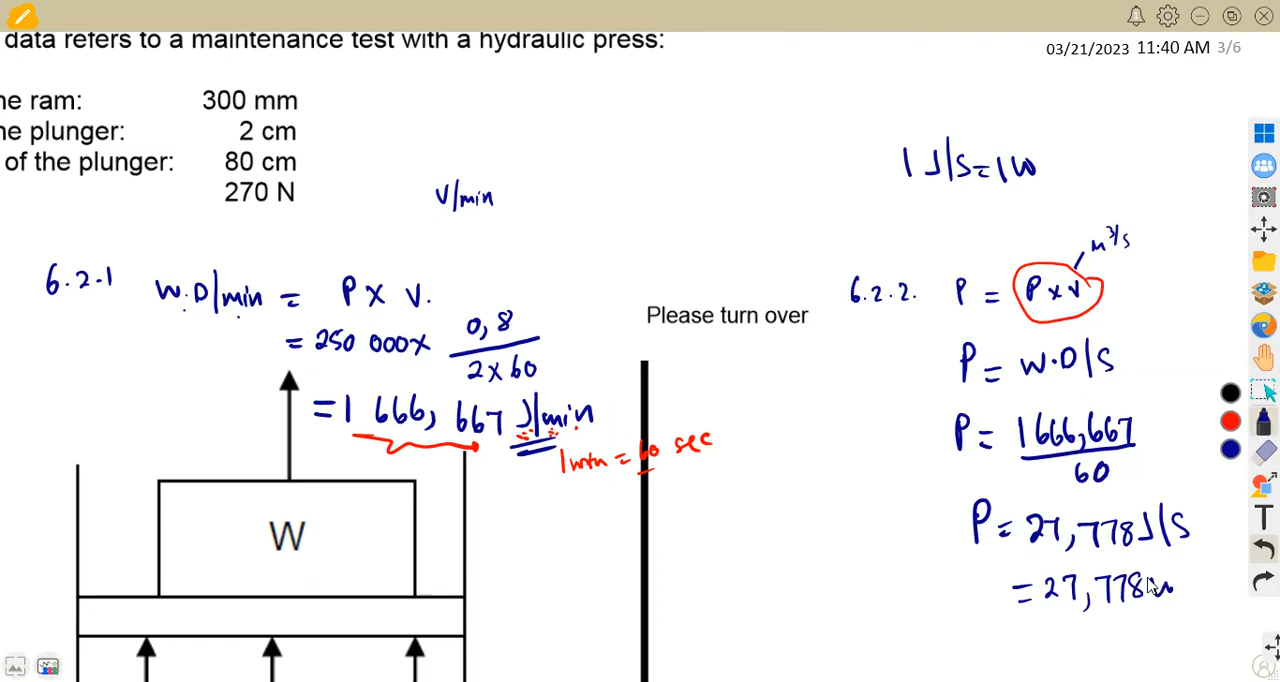 03/21/2023 11:40 AM 3/6
data refers to a maintenance test with a hydraulic press:
he ram: 300 mm
he plunger: 2 cm
of the plunger: 80 cm
270 N
V/min
1 J/S = 1W
6.2.1 W.D/min = P x V.
= 250 000 x 0,8 / 2 x 60
= 1 666, 667 J/min
1min = 60 sec
Please turn over
W
m³/s
6.2.2. P = P x V
P = W.D/S
P = 1666,667 / 60
P = 27,778 J/S
= 27,778 w
T